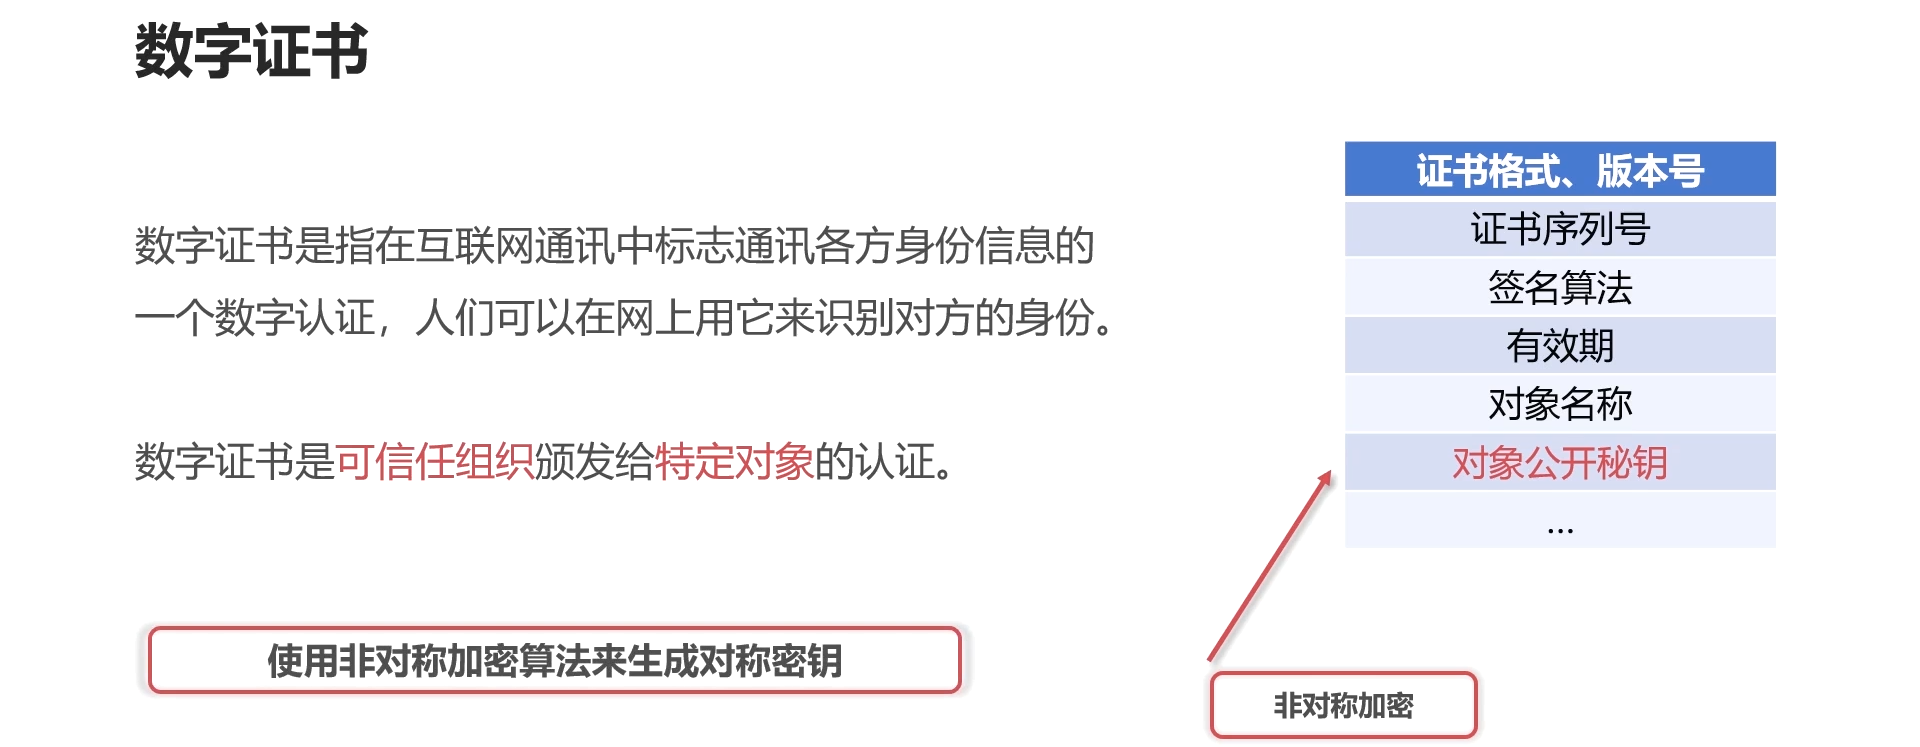 数字证书
数字证书是指在互联网通讯中标志通讯各方身份信息的
一个数字认证，人们可以在网上用它来识别对方的身份。
数字证书是可信任组织颁发给特定对象的认证。
使用非对称加密算法来生成对称密钥
证书格式、版本号
证书序列号
签名算法
有效期
对象名称
对象公开秘钥
...
非对称加密